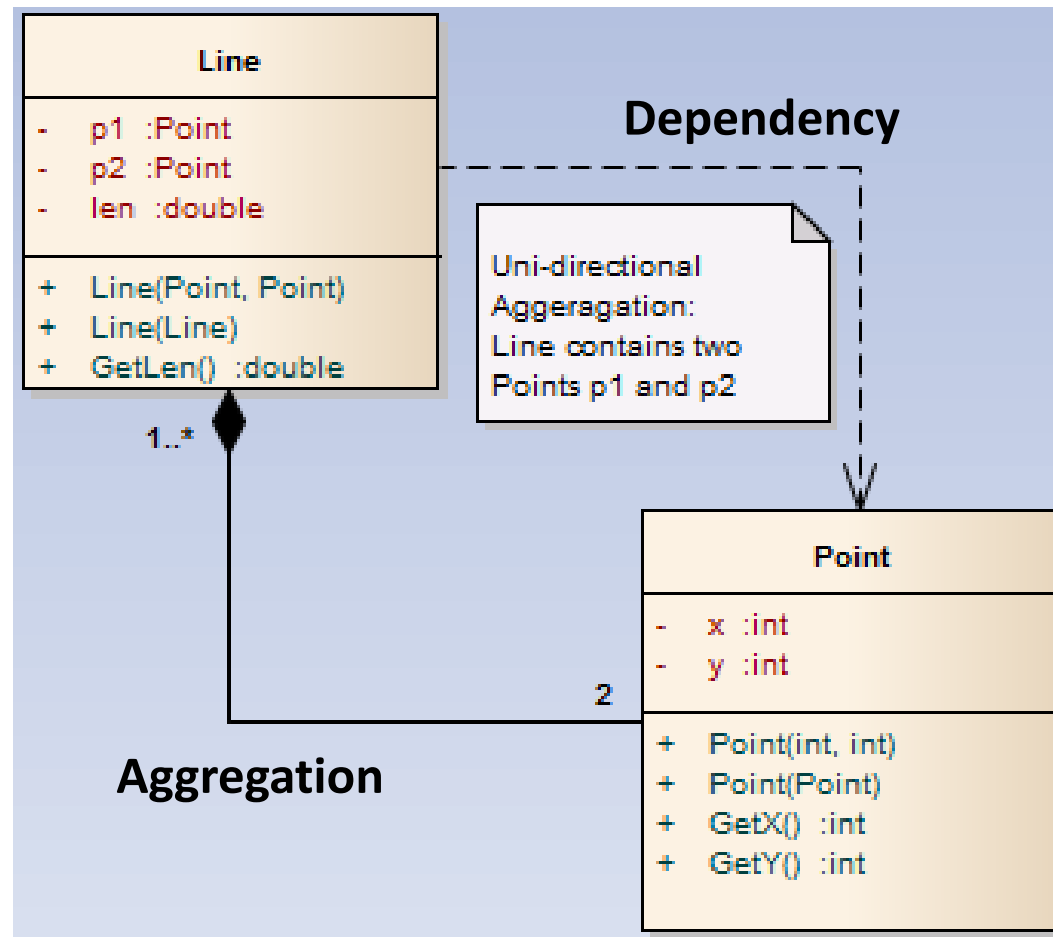 Line
- p1 :Point
- p2 :Point
- len :double
+ Line(Point, Point)
+ Line(Line)
+ GetLen() :double
Dependency
Uni-directional
Aggeragation:
Line contains two
Points p1 and p2
1..*
2
Aggregation
Point
- x :int
- y :int
+ Point(int, int)
+ Point(Point)
+ GetX() :int
+ GetY() :int